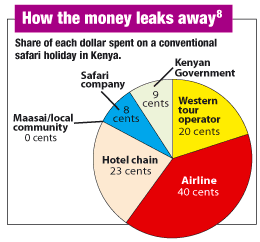 How the money leaks away8
Share of each dollar spent on a conventional
safari holiday in Kenya.
Kenyan
Government
9
cents
Western
tour
operator
20 cents
Airline
40 cents
Hotel chain
23 cents
Maasai/local
community
0 cents
Safari
company
8
cents